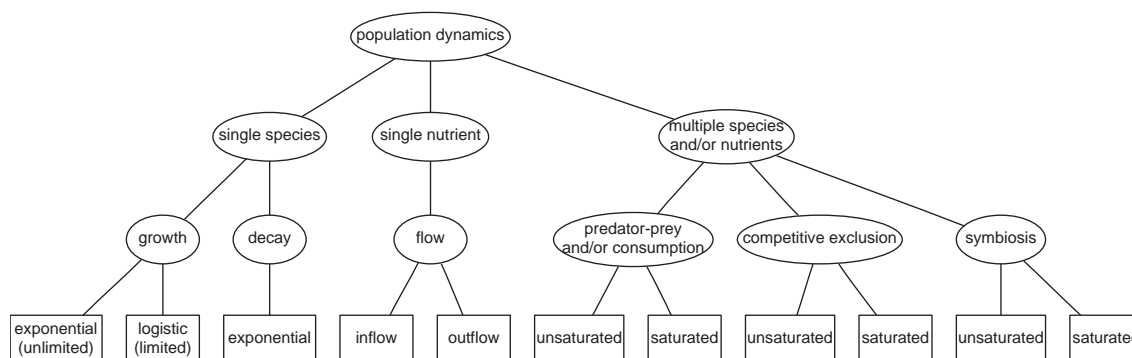 population dynamics
single species
single nutrient
multiple species
and/or nutrients
growth
decay
flow
predator-prey
and/or consumption
competitive exclusion
symbiosis
exponential
(unlimited)
logistic
(limited)
exponential
inflow
outflow
unsaturated
saturated
unsaturated
saturated
unsaturated
saturated